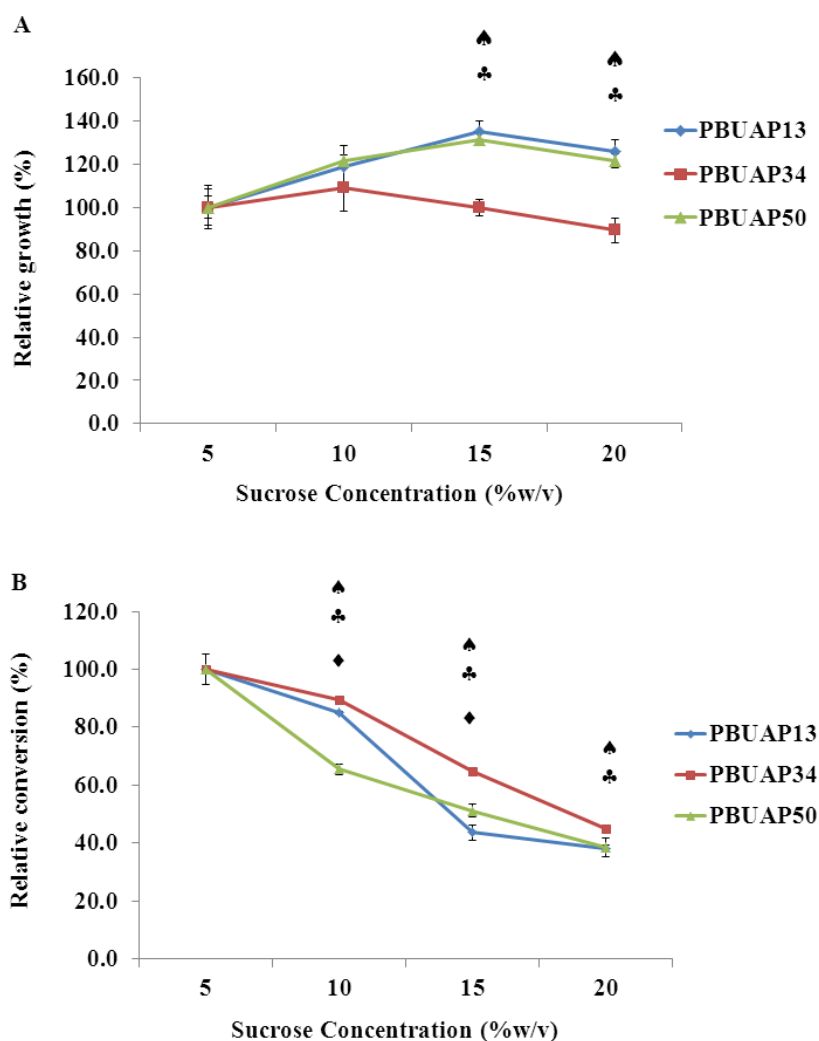 A
♠ ♠
♣ ♣
160.0
140.0
120.0
100.0
80.0
60.0
40.0
20.0
0.0
Relative growth (%)
5 10 15 20
Sucrose Concentration (%w/v)
PBUAP13
PBUAP34
PBUAP50
B
♠
♣
♦
♠
♣
♦
♠
♣
120.0
100.0
80.0
60.0
40.0
20.0
0.0
Relative conversion (%)
5 10 15 20
Sucrose Concentration (%w/v)
PBUAP13
PBUAP34
PBUAP50